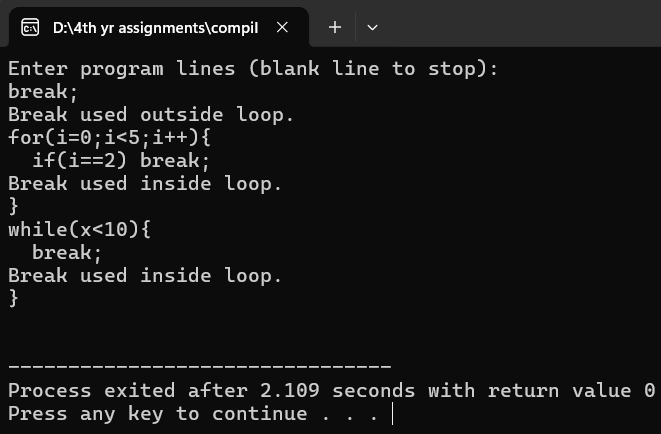 D:\4th yr assignments\compil
Enter program lines (blank line to stop):
break;
Break used outside loop.
for(i=0;i<5;i++){
  if(i==2) break;
Break used inside loop.
}
while(x<10){
  break;
Break used inside loop.
}
--------------------------------
Process exited after 2.109 seconds with return value 0
Press any key to continue . . .